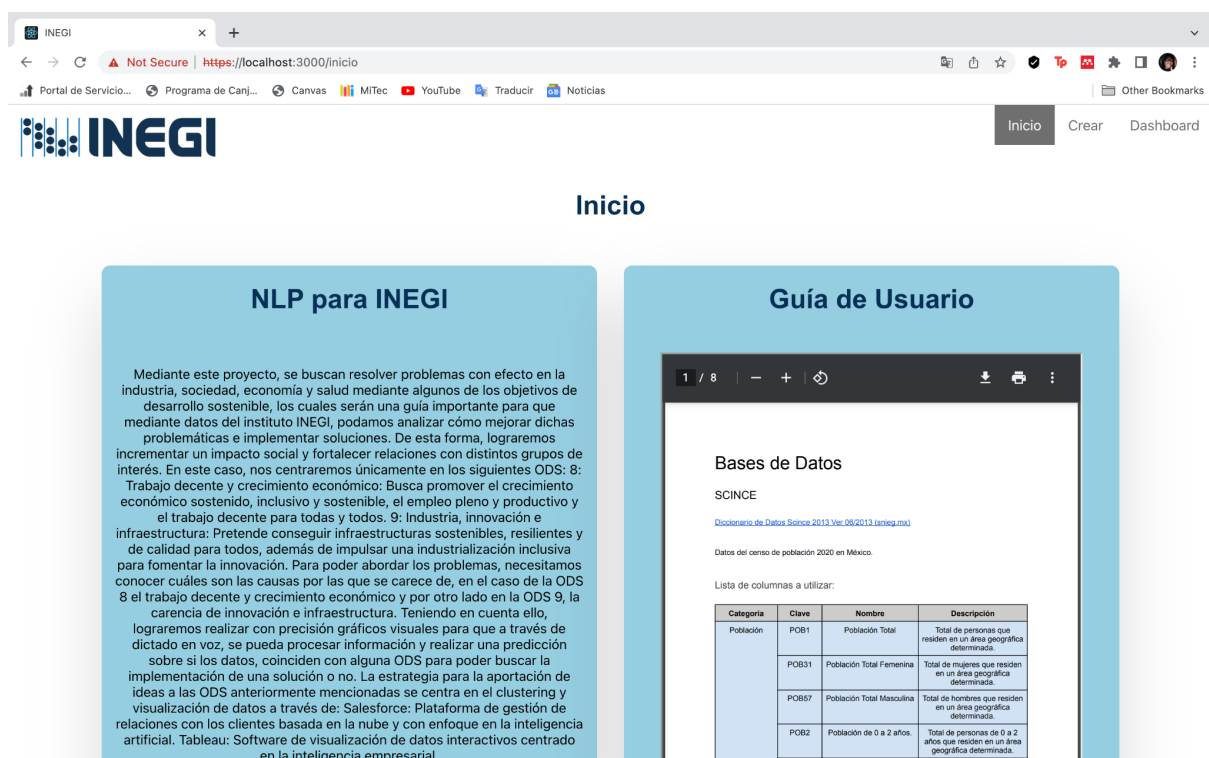 INEGI
Not Secure | https://localhost:3000/inicio
Portal de Servicio... Programa de Canj... Canvas MiTec YouTube Traducir Noticias Other Bookmarks
INEGI
Inicio Crear Dashboard
Inicio
NLP para INEGI
Mediante este proyecto, se buscan resolver problemas con efecto en la
industria, sociedad, economía y salud mediante algunos de los objetivos de
desarrollo sostenible, los cuales serán una guía importante para que
mediante datos del instituto INEGI, podamos analizar cómo mejorar dichas
problemáticas e implementar soluciones. De esta forma, lograremos
incrementar un impacto social y fortalecer relaciones con distintos grupos de
interés. En este caso, nos centraremos únicamente en los siguientes ODS: 8:
Trabajo decente y crecimiento económico: Busca promover el crecimiento
económico sostenido, inclusivo y sostenible, el empleo pleno y productivo y
el trabajo decente para todas y todos. 9: Industria, innovación e
infraestructura: Pretende conseguir infraestructuras sostenibles, resilientes y
de calidad para todos, además de impulsar una industrialización inclusiva
para fomentar la innovación. Para poder abordar los problemas, necesitamos
conocer cuáles son las causas por las que se carece de, en el caso de la ODS
8 el trabajo decente y crecimiento económico y por otro lado en la ODS 9, la
carencia de innovación e infraestructura. Teniendo en cuenta ello,
lograremos realizar con precisión gráficos visuales para que a través de
dictado en voz, se pueda procesar información y realizar una predicción
sobre si los datos, coinciden con alguna ODS para poder buscar la
implementación de una solución o no. La estrategia para la aportación de
ideas a las ODS anteriormente mencionadas se centra en el clustering y
visualización de datos a través de: Salesforce: Plataforma de gestión de
relaciones con los clientes basada en la nube y con enfoque en la inteligencia
artificial. Tableau: Software de visualización de datos interactivos centrado
en la inteligencia empresarial.
Guía de Usuario
1 / 8
Bases de Datos
SCINCE
Diccionario de Datos Scince 2013 Ver 06/2013 (snieg.mx)
Datos del censo de población 2020 en México.
Lista de columnas a utilizar:
Categoría Clave Nombre Descripción
Población POB1 Población Total Total de personas que
residen en un área geográfica
determinada.
POB31 Población Total Femenina Total de mujeres que residen
en un área geográfica
determinada.
POB57 Población Total Masculina Total de hombres que residen
en un área geográfica
determinada.
POB2 Población de 0 a 2 años. Total de personas de 0 a 2
años que residen en un área
geográfica determinada.